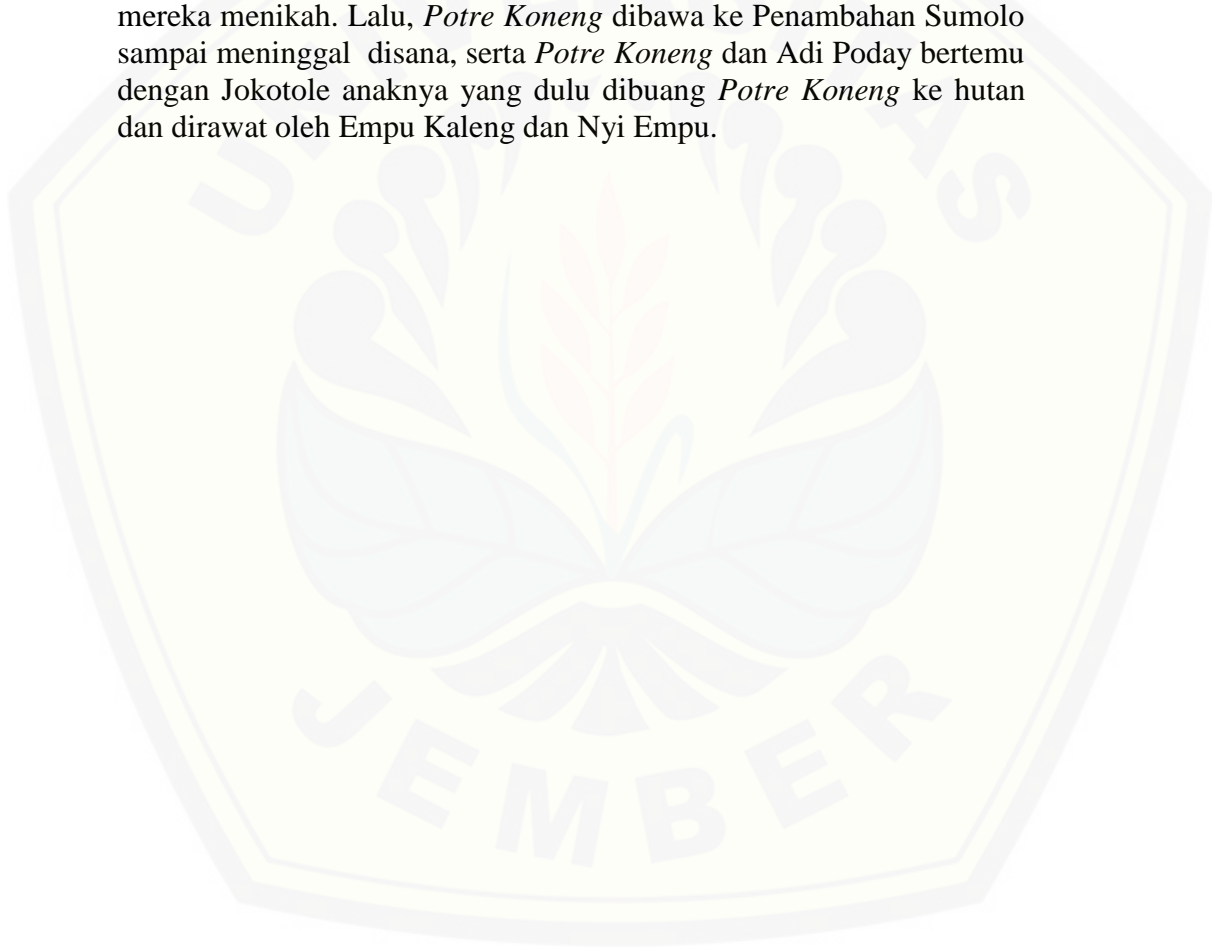 mereka menikah. Lalu, Potre Koneng dibawa ke Penambahan Sumolo
sampai meninggal disana, serta Potre Koneng dan Adi Poday bertemu
dengan Jokotole anaknya yang dulu dibuang Potre Koneng ke hutan
dan dirawat oleh Empu Kaleng dan Nyi Empu.
UNIVERSITAS
JEMBER